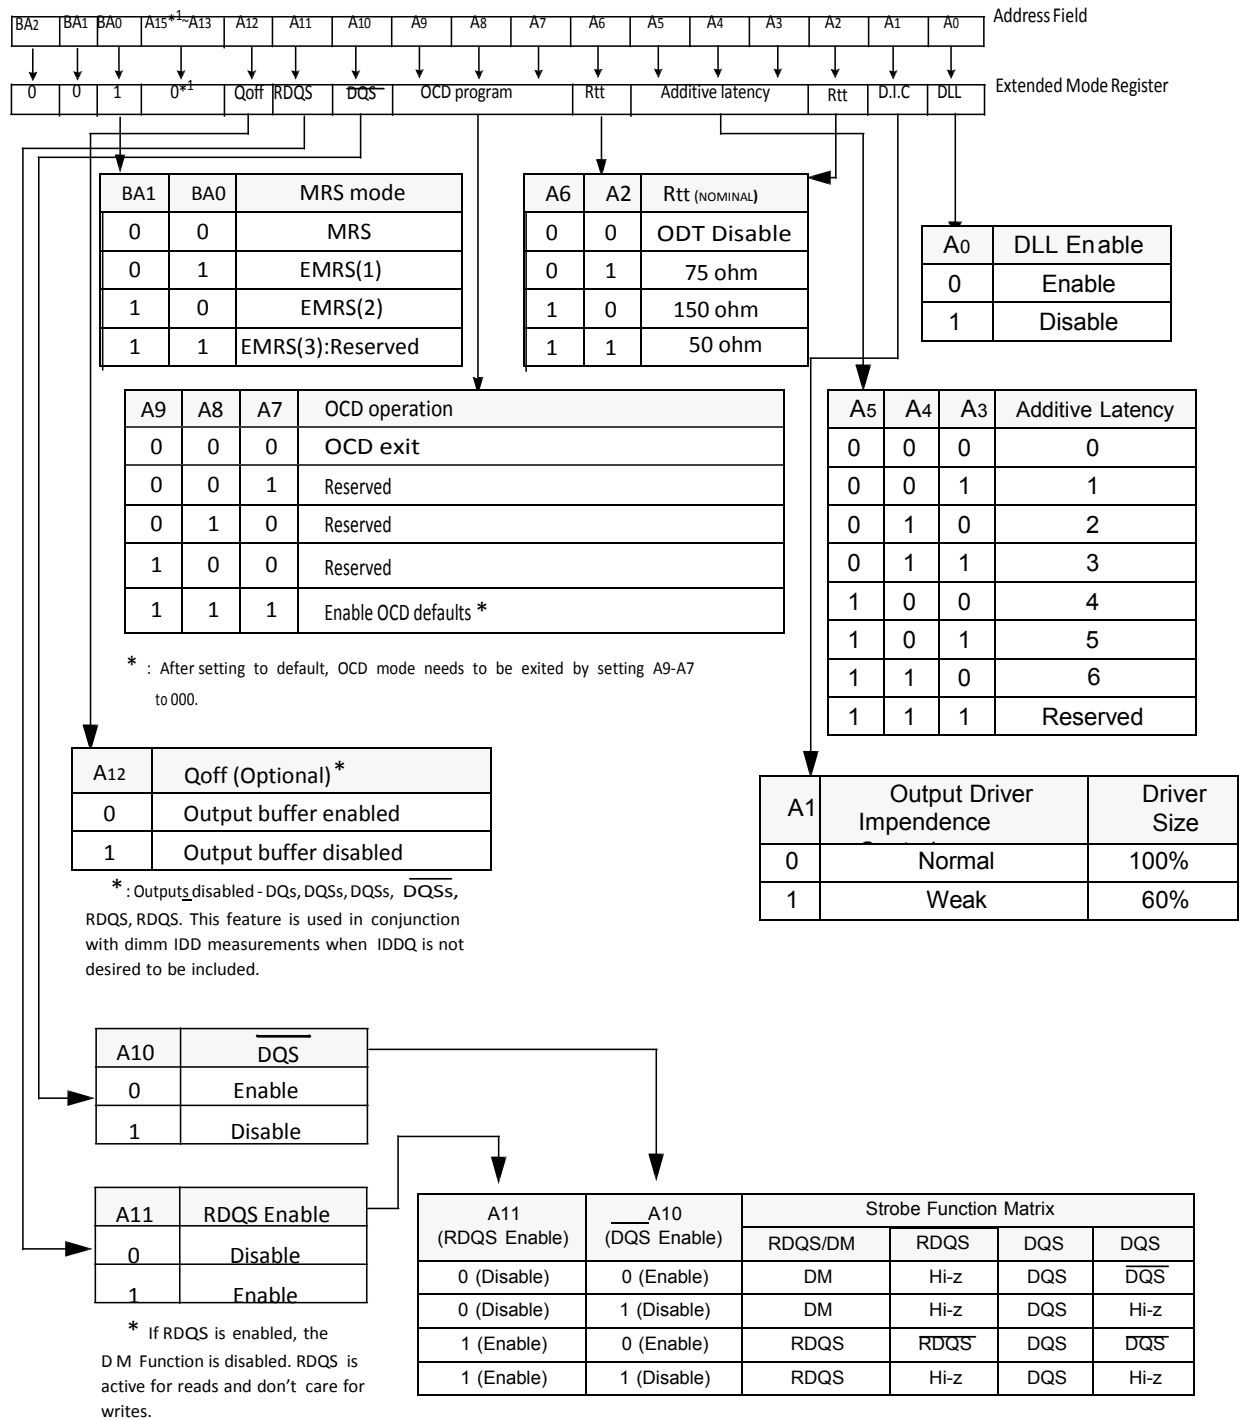 BA2 BA1 BA0 A15*1~A13 A12 A11 A10 A9 A8 A7 A6 A5 A4 A3 A2 A1 A0 Address Field
0 0 1 0*1 Qoff RDQS DQS OCD program Rtt Additive latency Rtt D.I.C DLL Extended Mode Register
BA1 BA0 MRS mode
0 0 MRS
0 1 EMRS(1)
1 0 EMRS(2)
1 1 EMRS(3):Reserved
A6 A2 Rtt (NOMINAL)
0 0 ODT Disable
0 1 75 ohm
1 0 150 ohm
1 1 50 ohm
A0 DLL Enable
0 Enable
1 Disable
A9 A8 A7 OCD operation
0 0 0 OCD exit
0 0 1 Reserved
0 1 0 Reserved
1 0 0 Reserved
1 1 1 Enable OCD defaults *
* : After setting to default, OCD mode needs to be exited by setting A9-A7
to 000.
A5 A4 A3 Additive Latency
0 0 0 0
0 0 1 1
0 1 0 2
0 1 1 3
1 0 0 4
1 0 1 5
1 1 0 6
1 1 1 Reserved
A12 Qoff (Optional)*
0 Output buffer enabled
1 Output buffer disabled
* : Outputs disabled - DQs, DQSs, DQSs, DQSs,
RDQS, RDQS. This feature is used in conjunction
with dimm IDD measurements when IDDQ is not
desired to be included.
A1 Output Driver Impendence Driver Size
0 Normal 100%
1 Weak 60%
A10 DQS
0 Enable
1 Disable
A11 RDQS Enable
0 Disable
1 Enable
* If RDQS is enabled, the
D M Function is disabled. RDQS is
active for reads and don't care for
writes.
A11 (RDQS Enable) A10 (DQS Enable) Strobe Function Matrix
RDQS/DM RDQS DQS DQS
0 (Disable) 0 (Enable) DM Hi-z DQS DQS
0 (Disable) 1 (Disable) DM Hi-z DQS Hi-z
1 (Enable) 0 (Enable) RDQS RDQS DQS DQS
1 (Enable) 1 (Disable) RDQS Hi-z DQS Hi-z